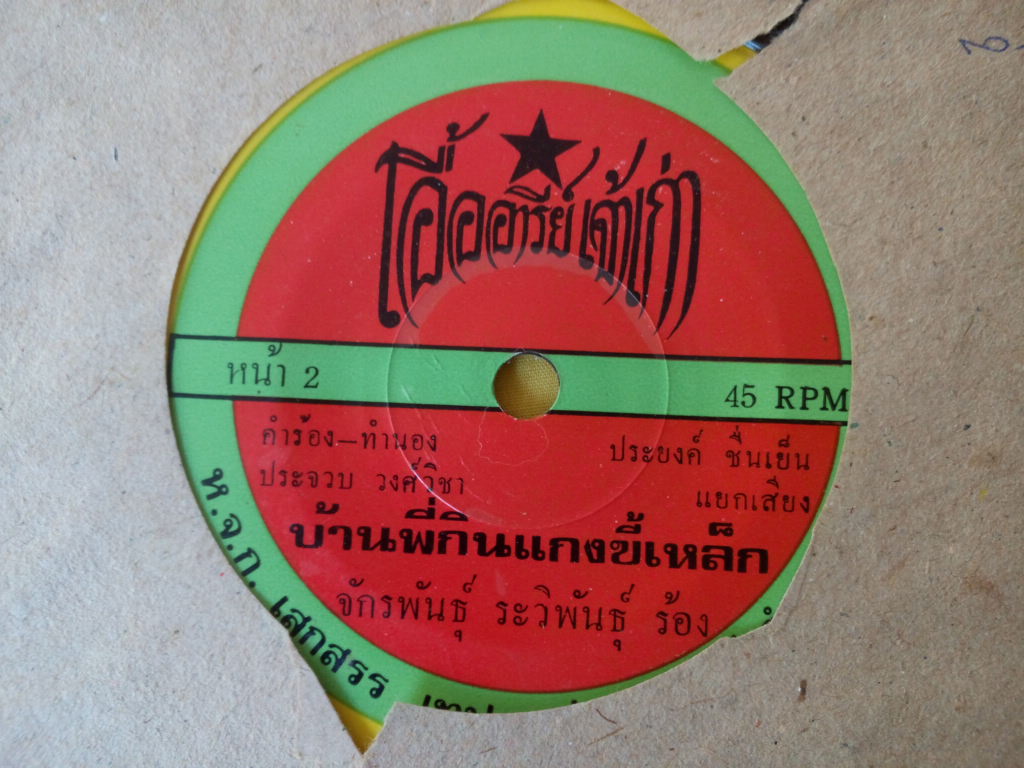 โอื้ออารีย์เต้าเก่า
หน้า 2
45 RPM
คำร้อง–ทำนอง
ประจวบ วงศ์วิชา
ประยงค์ ชื่นเย็น
แยกเสียง
บ้านพี่กินแกงขี้เหล็ก
จักรพันธุ์ ระวิพันธุ์ ร้อง
ห.จ.ก. เสกสรร